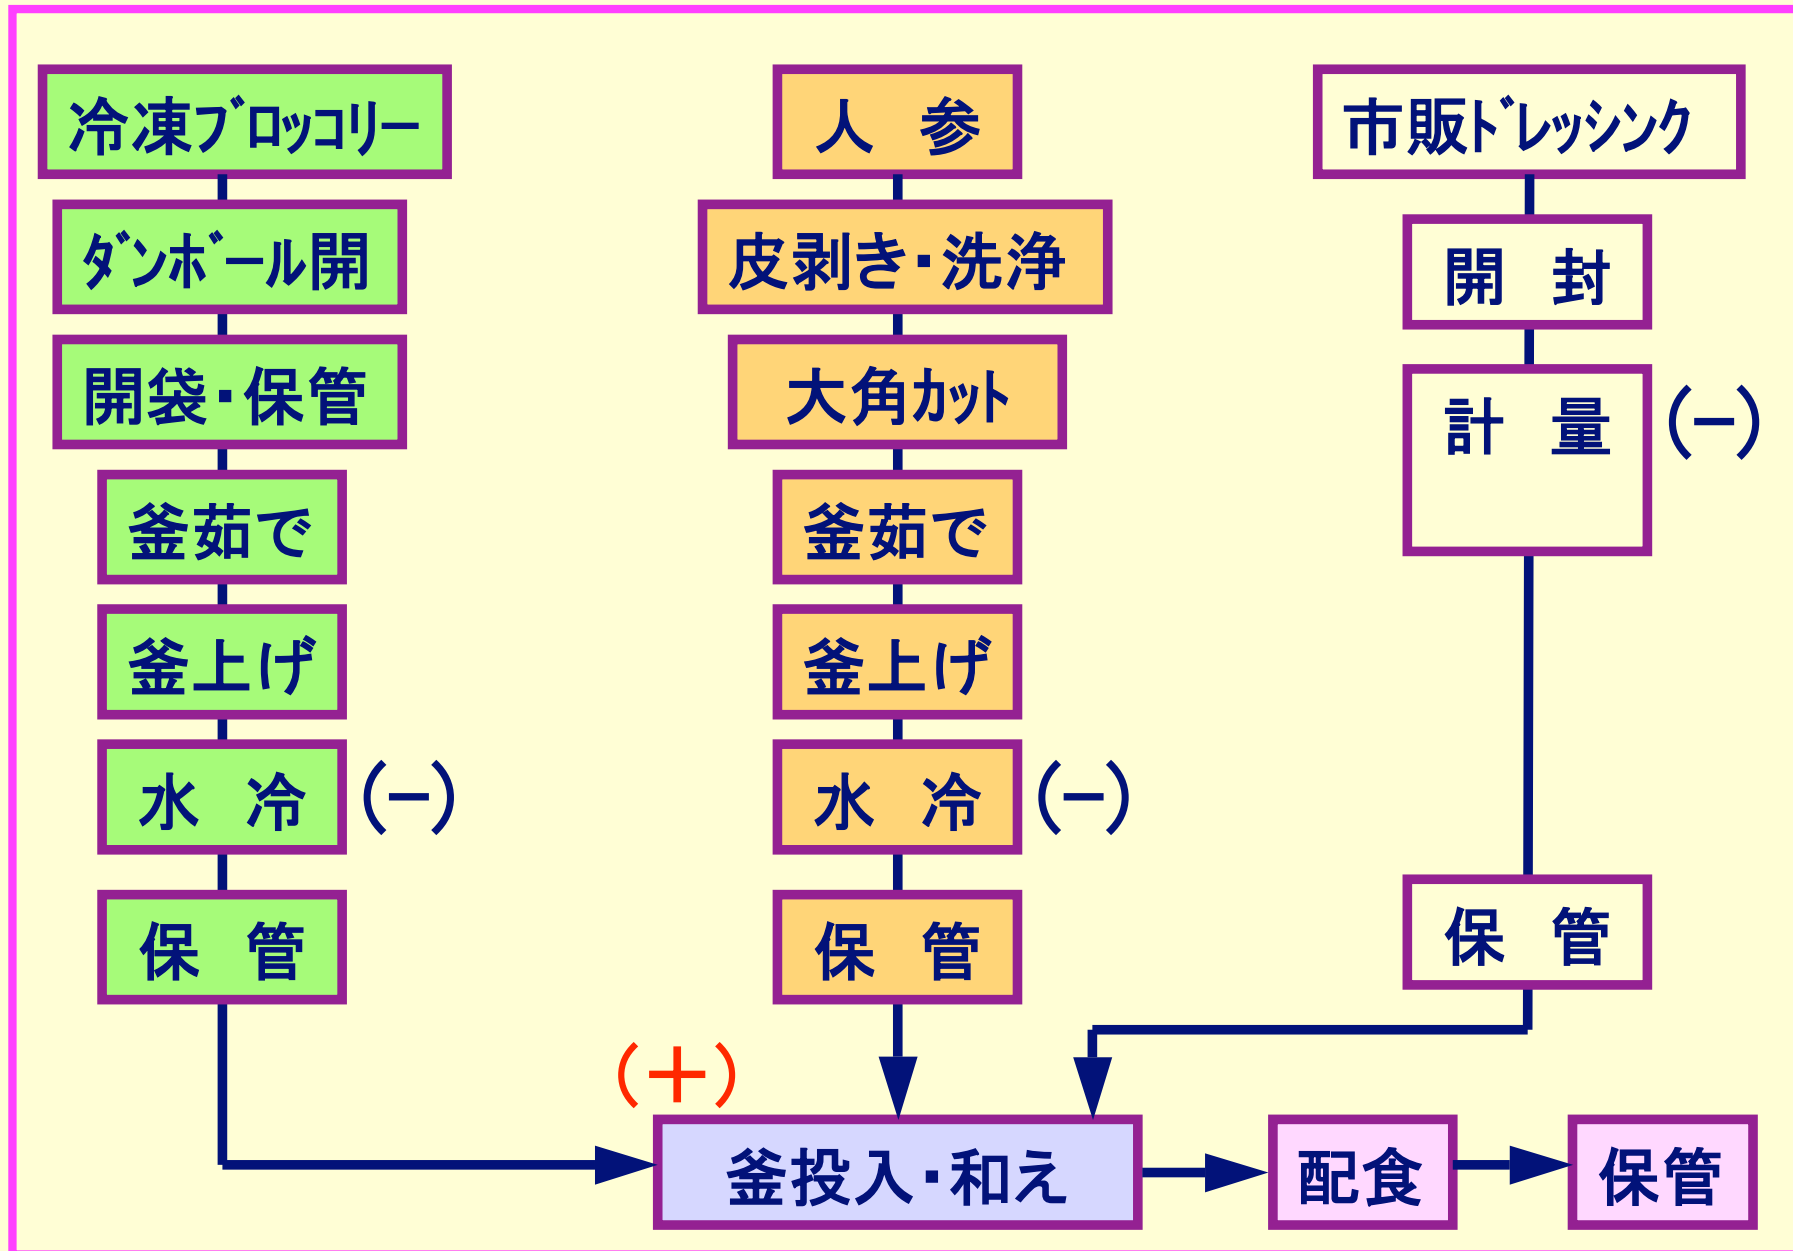 冷凍ﾌﾞﾛｯｺﾘｰ
ﾀﾞﾝﾎﾞｰﾙ開
開袋・保管
釜茹で
釜上げ
水　冷
(－)
保　管
人　参
皮剥き・洗浄
大角ｶｯﾄ
釜茹で
釜上げ
水　冷
(－)
保　管
市販ﾄﾞﾚｯｼﾝｸﾞ
開　封
計　量
(－)
保　管
(＋)
釜投入・和え
配食
保管